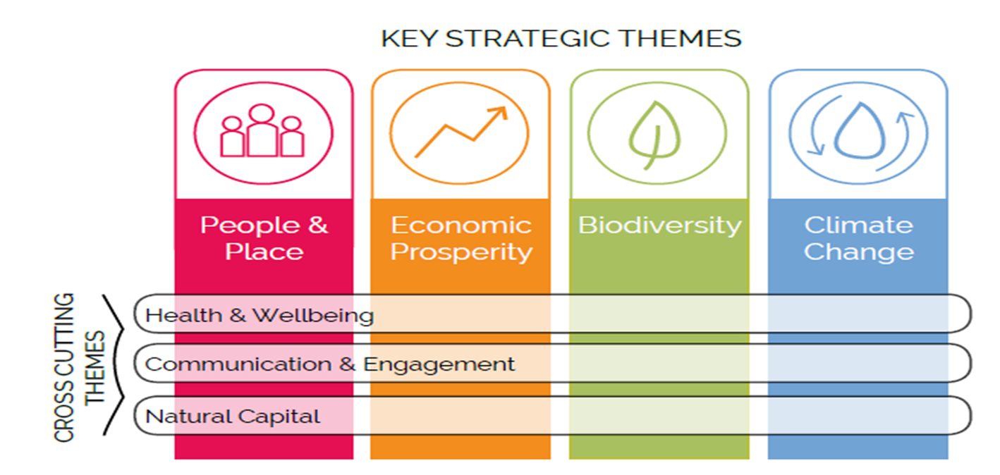 KEY STRATEGIC THEMES
People &
Place
Economic
Prosperity
Biodiversity
Climate
Change
CROSS CUTTING
THEMES
Health & Wellbeing
Communication & Engagement
Natural Capital